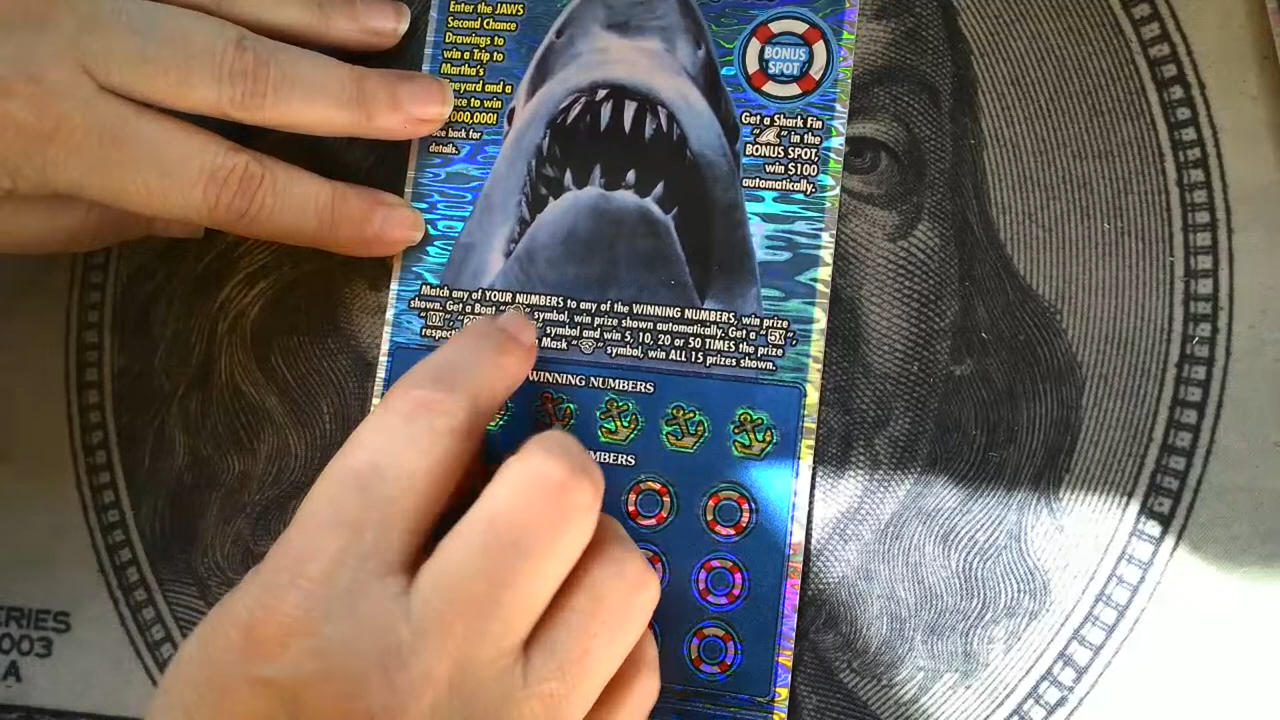 Enter the JAWS
Second Chance
Drawings to
win a Trip to
Martha's
eyard and a
ce to win
,000,000!
See back for
details.
BONUS
SPOT
Get a Shark Fin
" " in the
BONUS SPOT,
win $100
automatically.
Match any of YOUR NUMBERS to any of the WINNING NUMBERS, win prize
shown. Get a Boat " " symbol, win prize shown automatically. Get a "5X",
"10X", " " symbol and win 5, 10, 20 or 50 TIMES the prize
respecti Mask " " symbol, win ALL 15 prizes shown.
WINNING NUMBERS
MBERS
ERIES
003
A